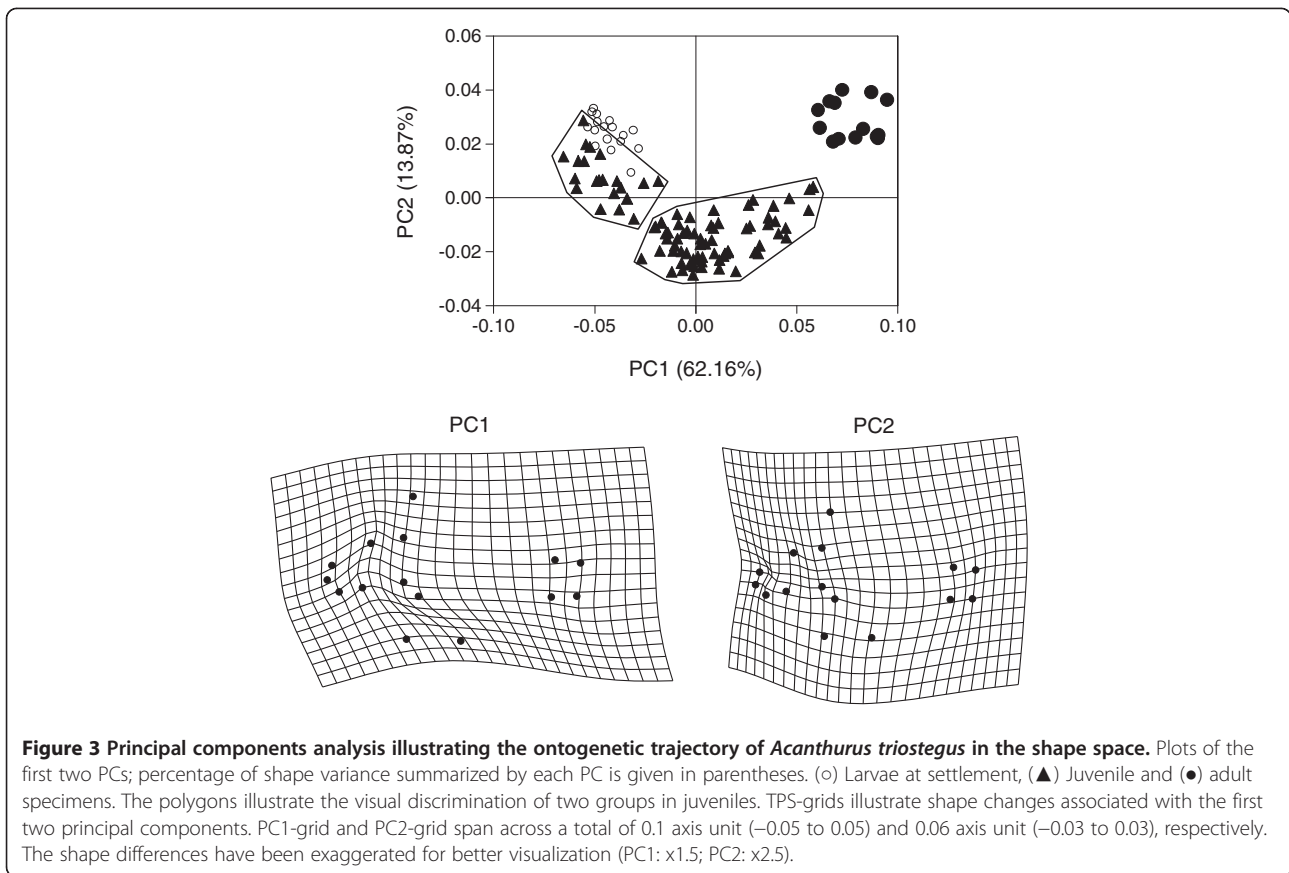 0.06
0.04
0.02
0.00
-0.02
-0.04
PC2 (13.87%)
-0.10 -0.05 0.00 0.05 0.10
PC1 (62.16%)
PC1 PC2
Figure 3 Principal components analysis illustrating the ontogenetic trajectory of Acanthurus triostegus in the shape space. Plots of the
first two PCs; percentage of shape variance summarized by each PC is given in parentheses. (○) Larvae at settlement, (▲) Juvenile and (●) adult
specimens. The polygons illustrate the visual discrimination of two groups in juveniles. TPS-grids illustrate shape changes associated with the first
two principal components. PC1-grid and PC2-grid span across a total of 0.1 axis unit (−0.05 to 0.05) and 0.06 axis unit (−0.03 to 0.03), respectively.
The shape differences have been exaggerated for better visualization (PC1: x1.5; PC2: x2.5).